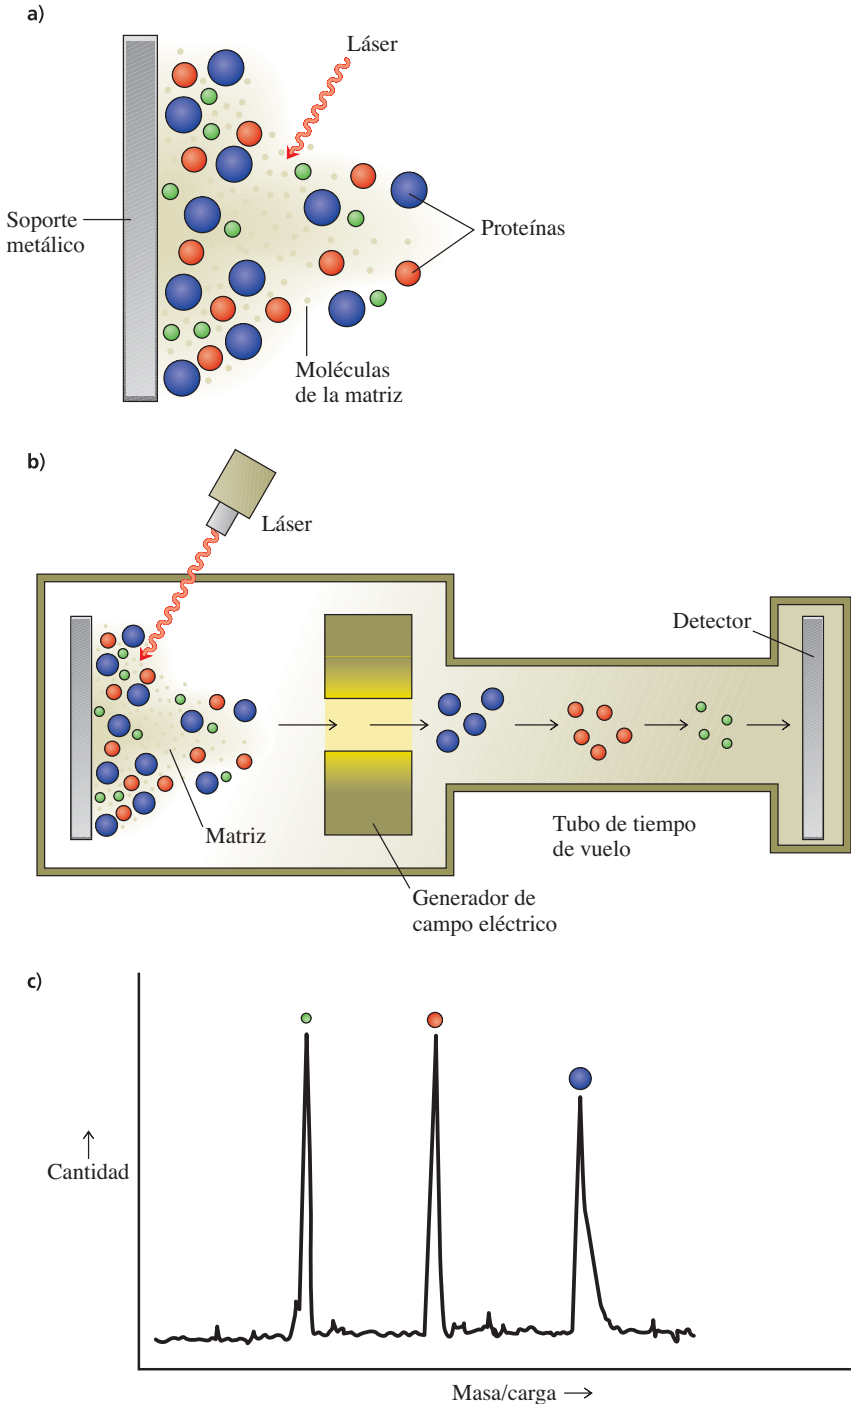 a)
Láser
Soporte
metálico
Proteínas
Moléculas
de la matriz
b)
Láser
Detector
Matriz
Tubo de tiempo
de vuelo
Generador de
campo eléctrico
c)
Cantidad
Masa/carga